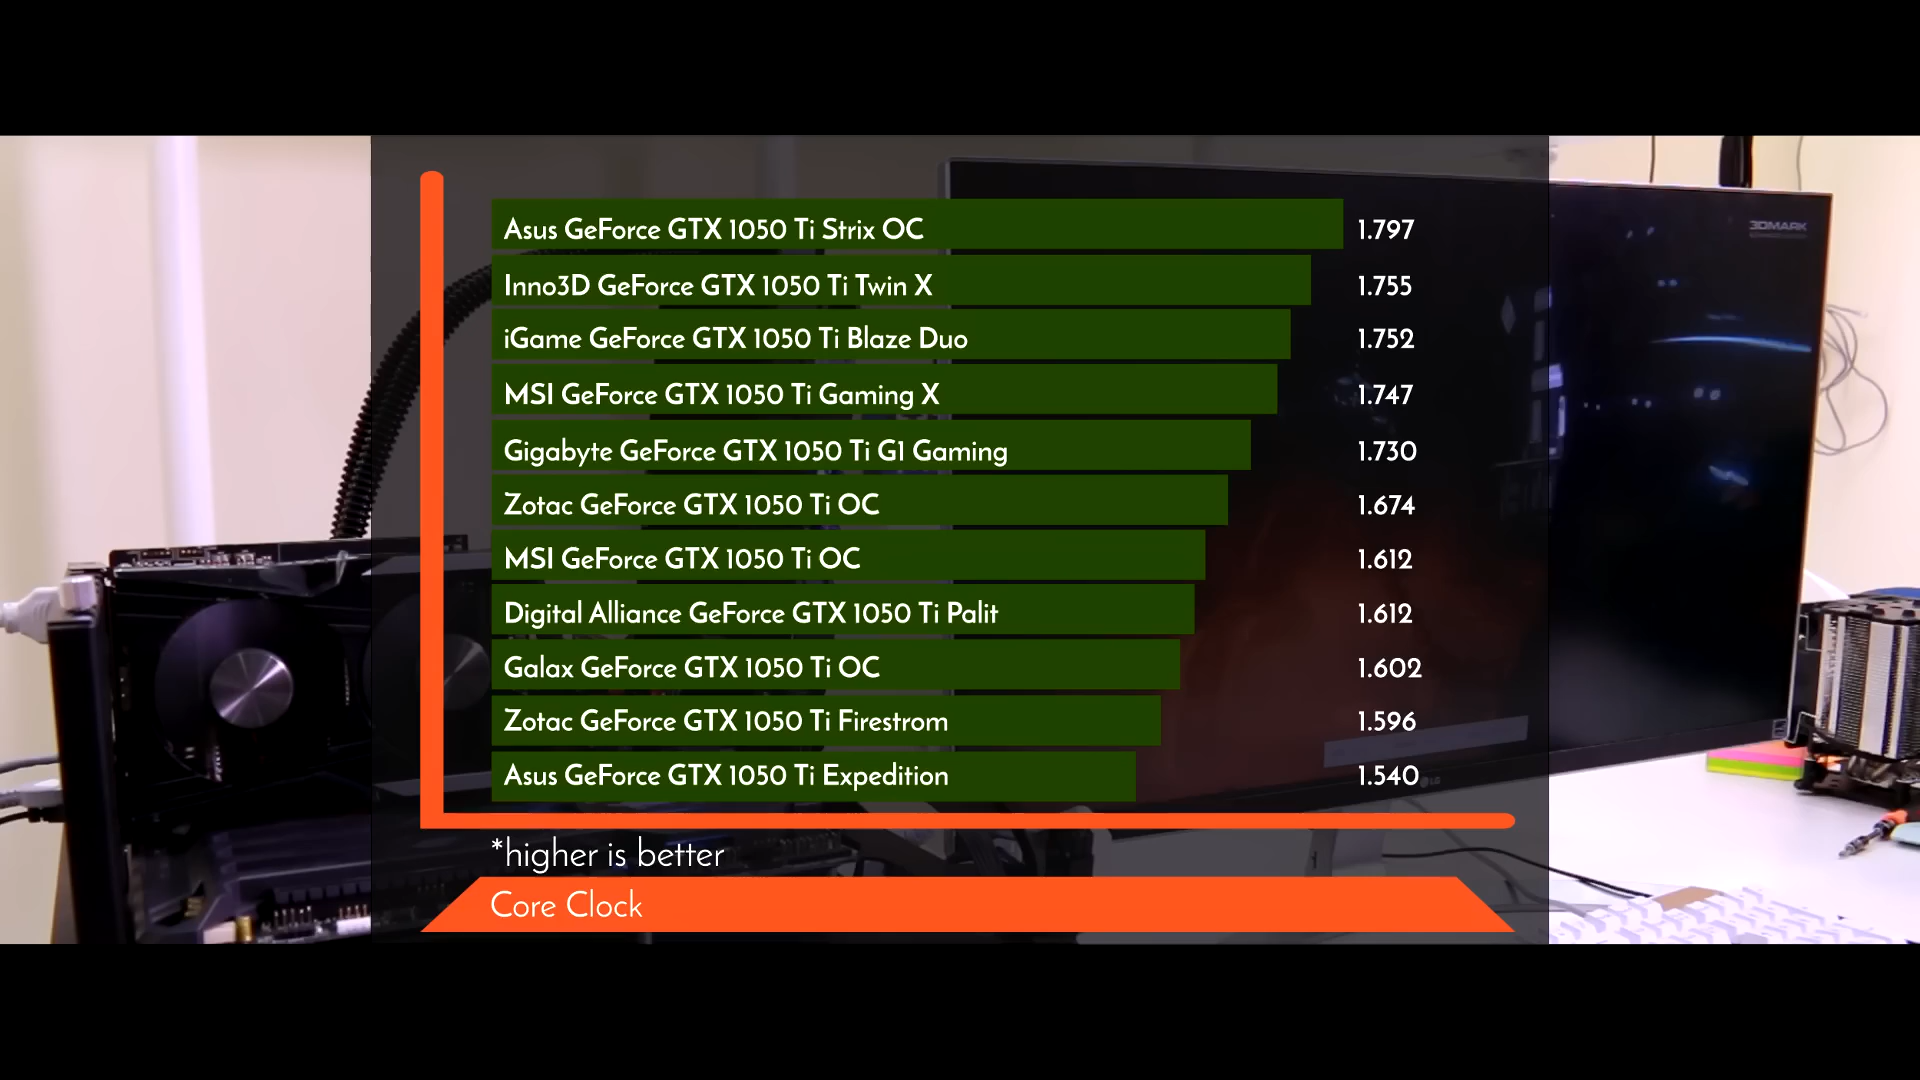 3DMARK
Asus GeForce GTX 1050 Ti Strix OC 1.797
Inno3D GeForce GTX 1050 Ti Twin X 1.755
iGame GeForce GTX 1050 Ti Blaze Duo 1.752
MSI GeForce GTX 1050 Ti Gaming X 1.747
Gigabyte GeForce GTX 1050 Ti G1 Gaming 1.730
Zotac GeForce GTX 1050 Ti OC 1.674
MSI GeForce GTX 1050 Ti OC 1.612
Digital Alliance GeForce GTX 1050 Ti Palit 1.612
Galax GeForce GTX 1050 Ti OC 1.602
Zotac GeForce GTX 1050 Ti Firestrom 1.596
Asus GeForce GTX 1050 Ti Expedition 1.540
LG
*higher is better
Core Clock